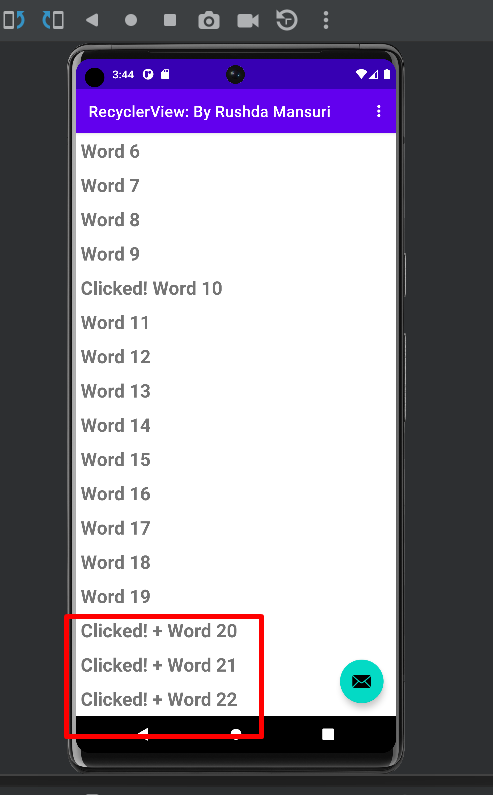 3:44
RecyclerView: By Rushda Mansuri
Word 6
Word 7
Word 8
Word 9
Clicked! Word 10
Word 11
Word 12
Word 13
Word 14
Word 15
Word 16
Word 17
Word 18
Word 19
Clicked! + Word 20
Clicked! + Word 21
Clicked! + Word 22